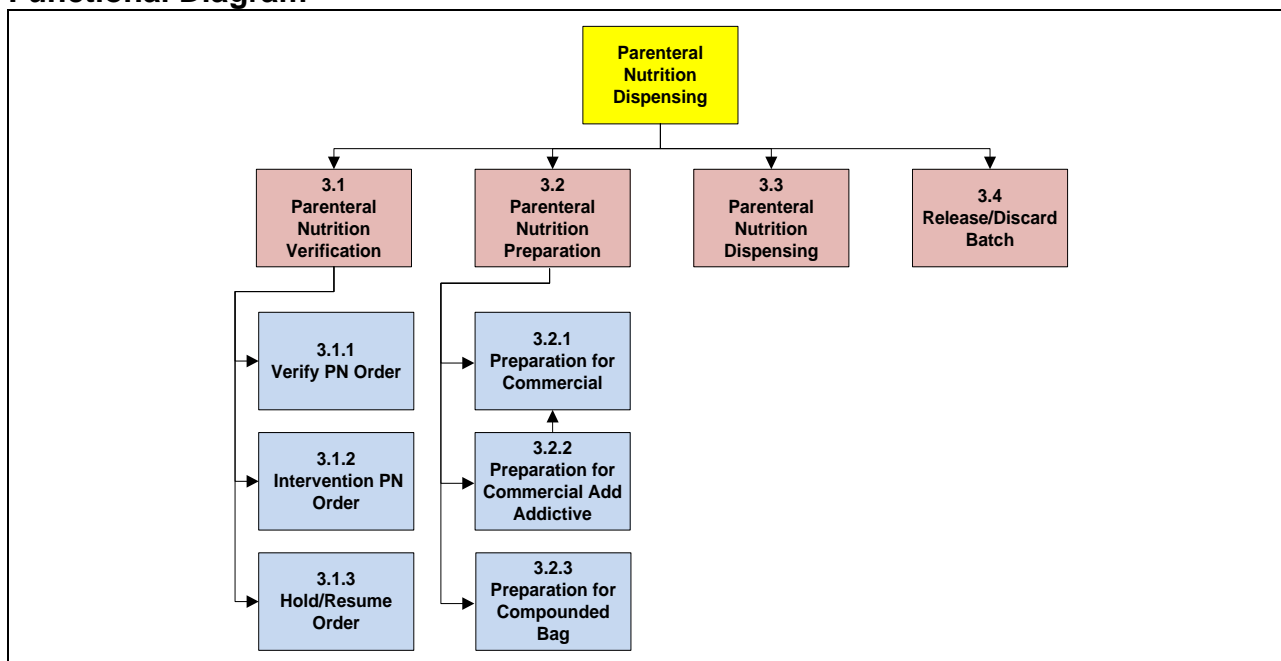 Functional Diagram
Parenteral
Nutrition
Dispensing
3.1
Parenteral
Nutrition
Verification
3.2
Parenteral
Nutrition
Preparation
3.3
Parenteral
Nutrition
Dispensing
3.4
Release/Discard
Batch
3.1.1
Verify PN Order
3.1.2
Intervention PN
Order
3.1.3
Hold/Resume
Order
3.2.1
Preparation for
Commercial
3.2.2
Preparation for
Commercial Add
Addictive
3.2.3
Preparation for
Compounded
Bag